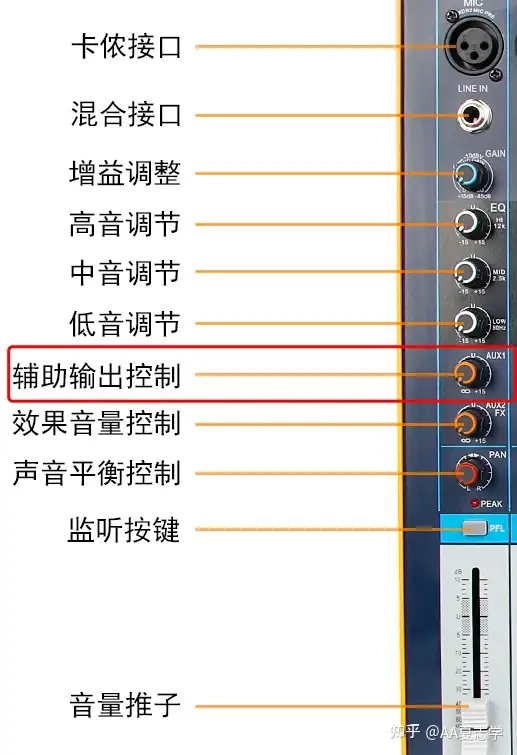 MIC
MIC PRE
卡侬接口
LINE IN
混合接口
-10dB
GAIN
增益调整
+15dB -45dB
U
EQ
高音调节
HI
12k
-15 +15
U
中音调节
MID
2.5k
-15 +15
U
低音调节
LOW
80Hz
-15 +15
U
AUX1
辅助输出控制
∞ +15
U
AUX2
FX
效果音量控制
∞ +15
PAN
声音平衡控制
L R
PEAK
监听按键
PFL
dB
10
5
U
5
10
20
30
音量推子
40
知乎 @AA夏志学